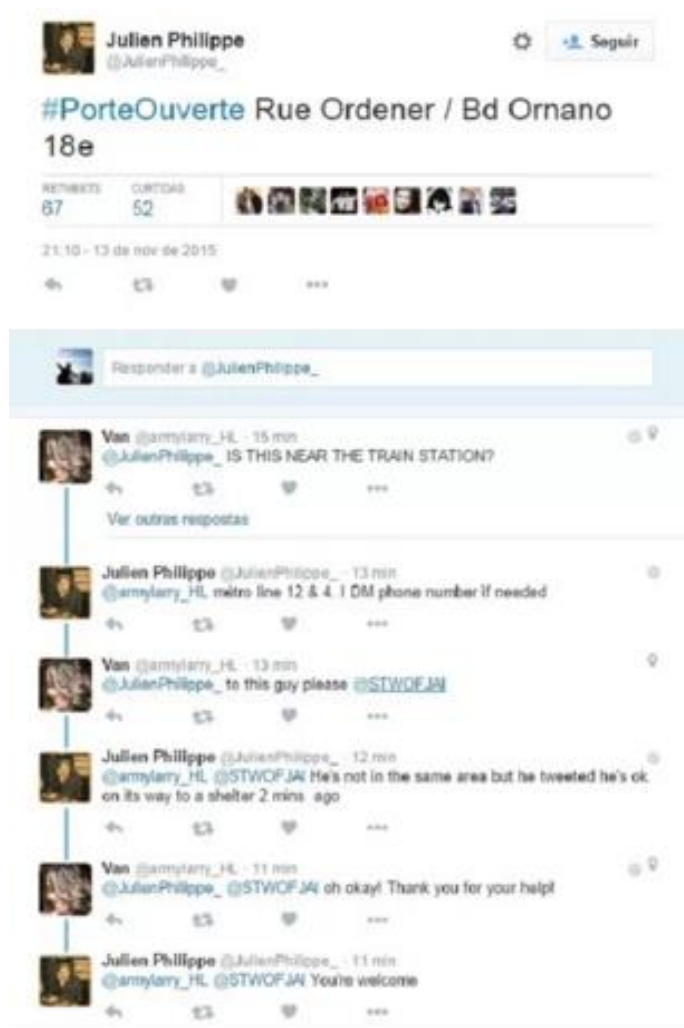 Julien Philippe
@JulienPhilippe_
Seguir
#PorteOuverte Rue Ordener / Bd Ornano
18e
RETWEETS CURTIDAS
67 52
21:10 - 13 de nov de 2015
Responder a @JulienPhilippe_
Van @armylarry_HL · 15 min
@JulienPhilippe_ IS THIS NEAR THE TRAIN STATION?
Ver outras respostas
Julien Philippe @JulienPhilippe_ · 13 min
@armylarry_HL métro line 12 & 4. I DM phone number if needed
Van @armylarry_HL · 13 min
@JulienPhilippe_ to this guy please @STWOFJAI
Julien Philippe @JulienPhilippe_ 12 min
@armylarry_HL @STWOFJAI He's not in the same area but he tweeted he's ok
on its way to a shelter 2 mins ago
Van @armylarry_HL · 11 min
@JulienPhilippe_ @STWOFJAI oh okay! Thank you for your help!
Julien Philippe @JulienPhilippe_ · 11 min
@armylarry_HL @STWOFJAI You're welcome